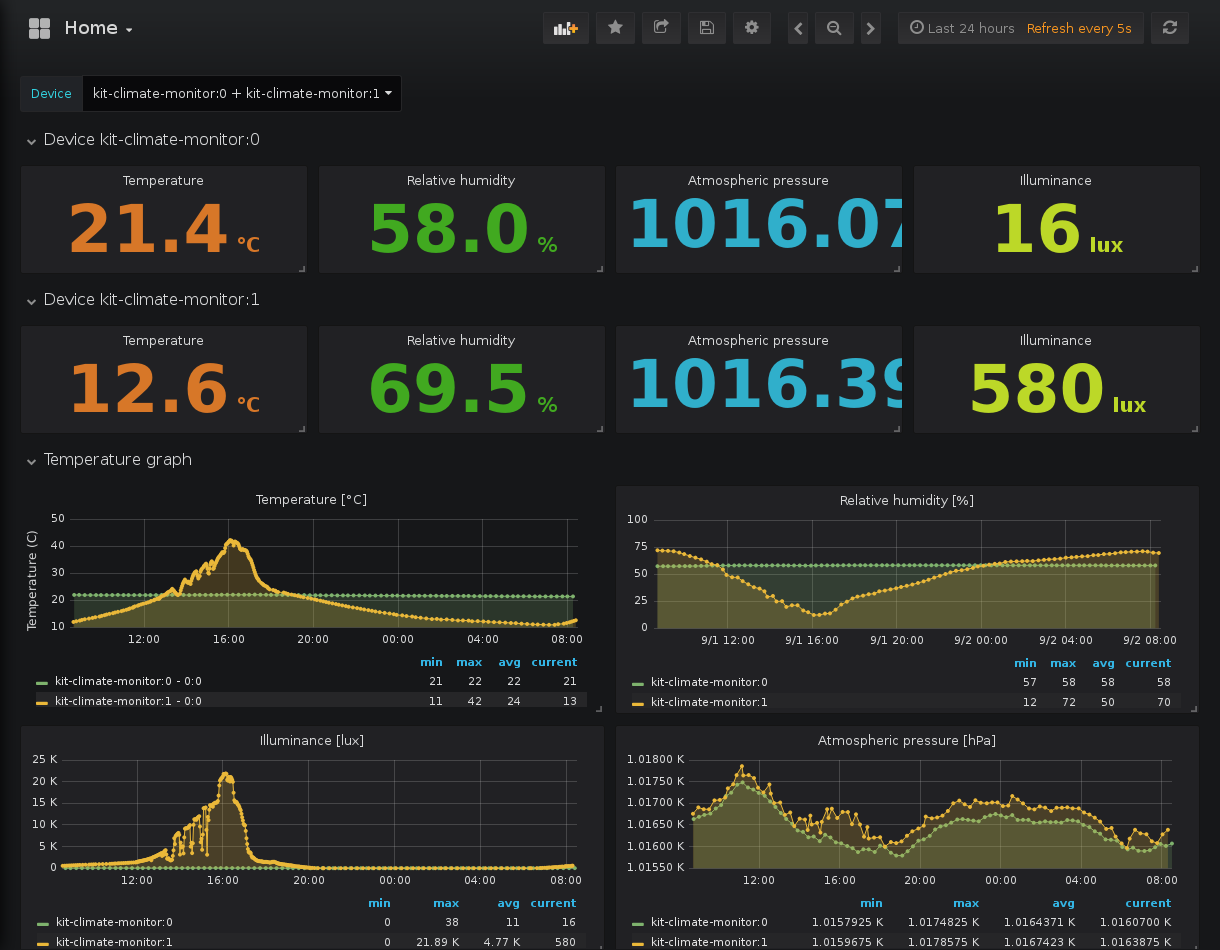 Home
Last 24 hours Refresh every 5s
Device kit-climate-monitor:0 + kit-climate-monitor:1
Device kit-climate-monitor:0
Temperature Relative humidity Atmospheric pressure Illuminance
21.4 °C 58.0 % 1016.07 16 lux
Device kit-climate-monitor:1
Temperature Relative humidity Atmospheric pressure Illuminance
12.6 °C 69.5 % 1016.39 580 lux
Temperature graph
Temperature [°C]
Temperature (C)
50
40
30
20
10
12:00 16:00 20:00 00:00 04:00 08:00
min max avg current
kit-climate-monitor:0 - 0:0 21 22 22 21
kit-climate-monitor:1 - 0:0 11 42 24 13
Relative humidity [%]
100
75
50
25
0
9/1 12:00 9/1 16:00 9/1 20:00 9/2 00:00 9/2 04:00 9/2 08:00
min max avg current
kit-climate-monitor:0 57 58 58 58
kit-climate-monitor:1 12 72 50 70
Illuminance [lux]
25 K
20 K
15 K
10 K
5 K
0
12:00 16:00 20:00 00:00 04:00 08:00
min max avg current
kit-climate-monitor:0 0 38 11 16
kit-climate-monitor:1 0 21.89 K 4.77 K 580
Atmospheric pressure [hPa]
1.01800 K
1.01750 K
1.01700 K
1.01650 K
1.01600 K
1.01550 K
12:00 16:00 20:00 00:00 04:00 08:00
min max avg current
kit-climate-monitor:0 1.0157925 K 1.0174825 K 1.0164371 K 1.0160700 K
kit-climate-monitor:1 1.0159675 K 1.0178575 K 1.0167423 K 1.0163875 K